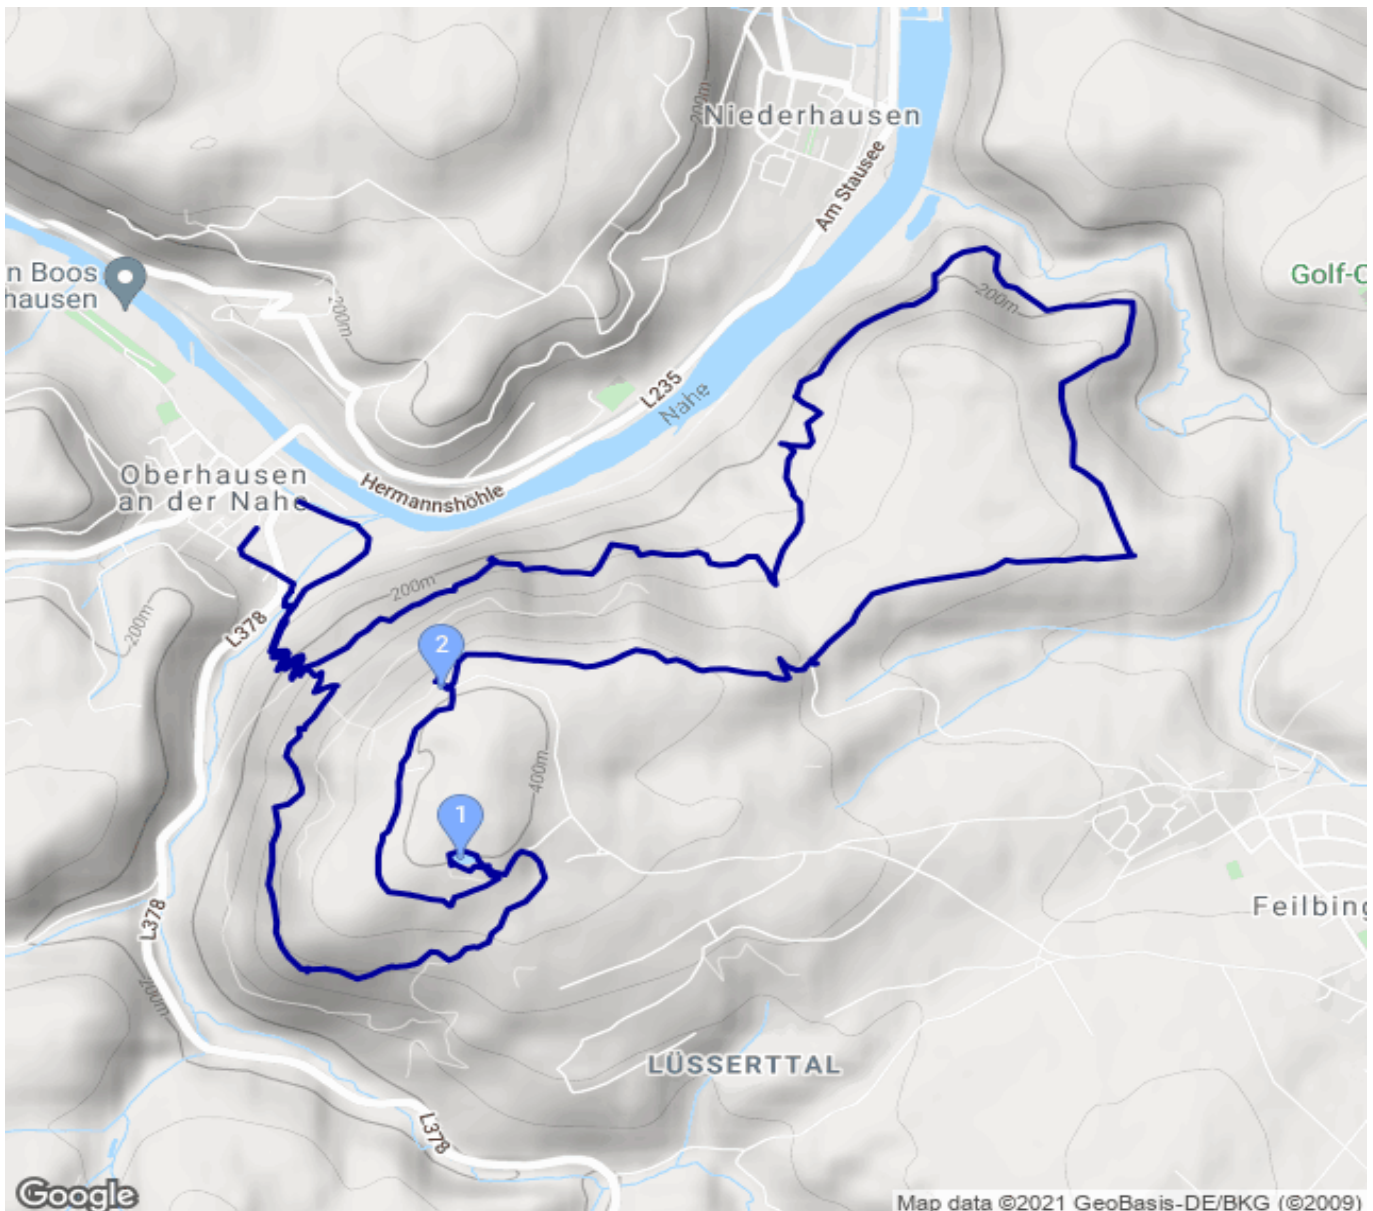 200m
Niederhausen
Am Stausee
n Boos
hausen
Golf-C
200m
200m
L235
Nahe
Oberhausen
an der Nahe
Hermannshöhle
200m
200m
L378
2
400m
1
Feilbing
L378
200m
LÜSSERTTAL
L378
Google
Map data ©2021 GeoBasis-DE/BKG (©2009)